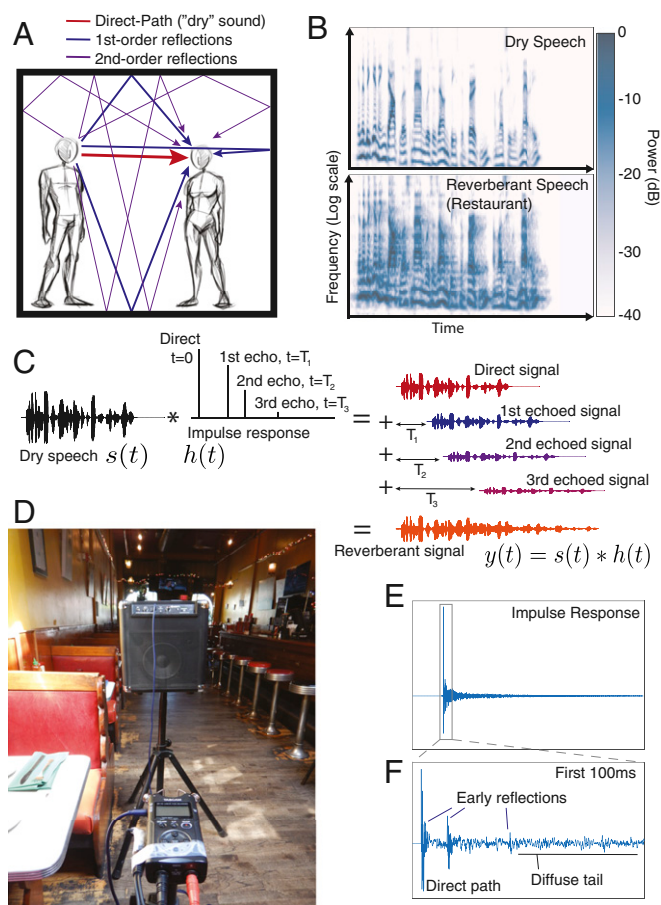 A
Direct-Path ("dry" sound)
1st-order reflections
2nd-order reflections
B
Dry Speech
Reverberant Speech
(Restaurant)
Frequency (Log scale)
Time
0
-10
-20
-30
-40
Power (dB)
C
Dry speech s(t)
*
Direct
t=0
1st echo, t=T₁
2nd echo, t=T₂
3rd echo, t=T₃
Impulse response
h(t)
=
Direct signal
+
T₁
1st echoed signal
+
T₂
2nd echoed signal
+
T₃
3rd echoed signal
=
Reverberant signal
y(t) = s(t) * h(t)
D
E
Impulse Response
F
First 100ms
Early reflections
Direct path
Diffuse tail